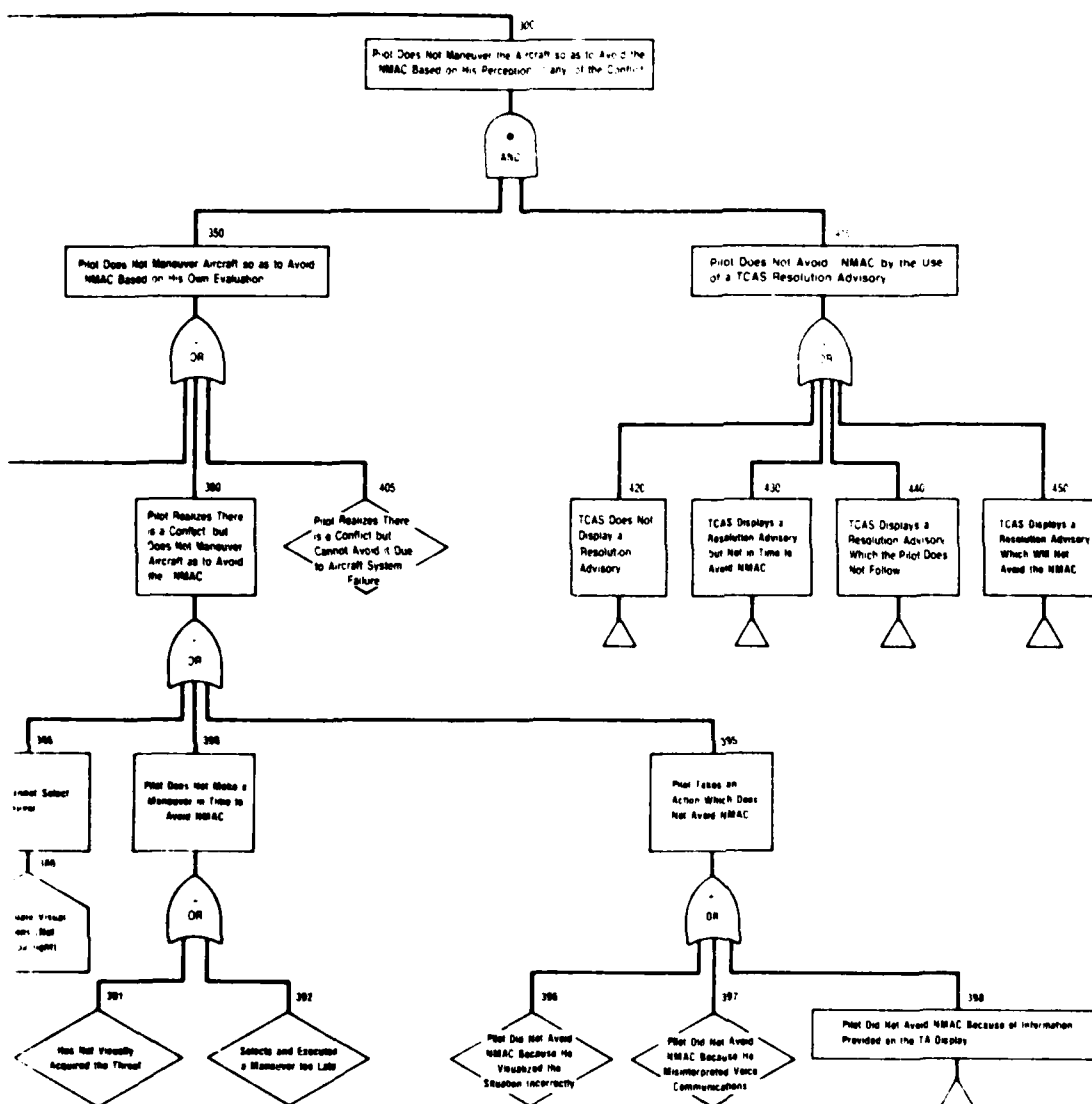 300
Pilot Does Not Maneuver the Aircraft so as to Avoid the
NMAC Based on His Perception any of the Conflict
AND
350
Pilot Does Not Maneuver Aircraft so as to Avoid
NMAC Based on His Own Evaluation
OR
Pilot Does Not Avoid NMAC by the Use
of a TCAS Resolution Advisory
OR
380
Pilot Realizes There
is a Conflict but
Does Not Maneuver
Aircraft as to Avoid
the NMAC
405
Pilot Realizes There
is a Conflict but
Cannot Avoid it Due
to Aircraft System
Failure
420
TCAS Does Not
Display a
Resolution
Advisory
430
TCAS Displays a
Resolution Advisory
but Not in Time to
Avoid NMAC
440
TCAS Displays a
Resolution Advisory
Which the Pilot Does
Not Follow
450
TCAS Displays a
Resolution Advisory
Which Will Not
Avoid the NMAC
OR
Select
Pilot Does Not Make a
Maneuver in Time to
Avoid NMAC
395
Pilot Takes an
Action Which Does
Not Avoid NMAC
Visual
Not
OR
OR
391
Has Not Visually
Acquired the Threat
392
Selects and Executes
a Maneuver too Late
396
Pilot Did Not Avoid
NMAC Because He
Visualized the
Situation Incorrectly
397
Pilot Did Not Avoid
NMAC Because He
Misinterpreted Voice
Communications
398
Pilot Did Not Avoid NMAC Because of Information
Provided on the TA Display